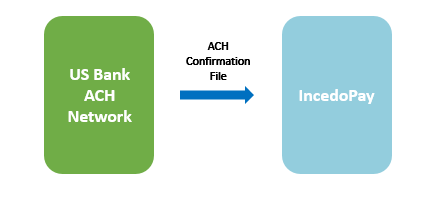 US Bank
ACH
Network
ACH
Confirmation
File
IncedoPay